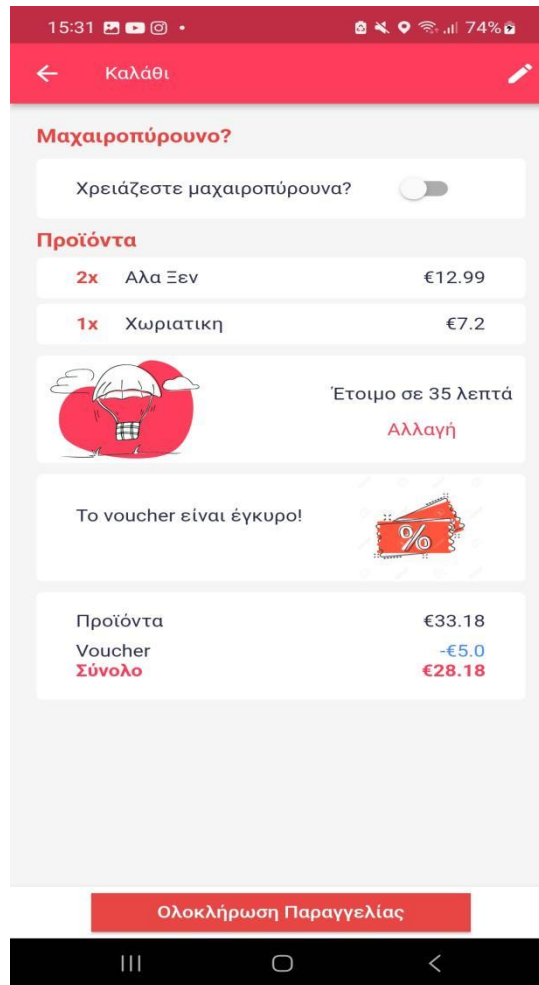 15:31 74%
Καλάθι
Μαχαιροπύρουνο?
Χρειάζεστε μαχαιροπύρουνα?
Προϊόντα
2x Αλα Ξεν €12.99
1x Χωριατικη €7.2
Έτοιμο σε 35 λεπτά
Αλλαγή
Το voucher είναι έγκυρο!
%
Προϊόντα €33.18
Voucher -€5.0
Σύνολο €28.18
Ολοκλήρωση Παραγγελίας